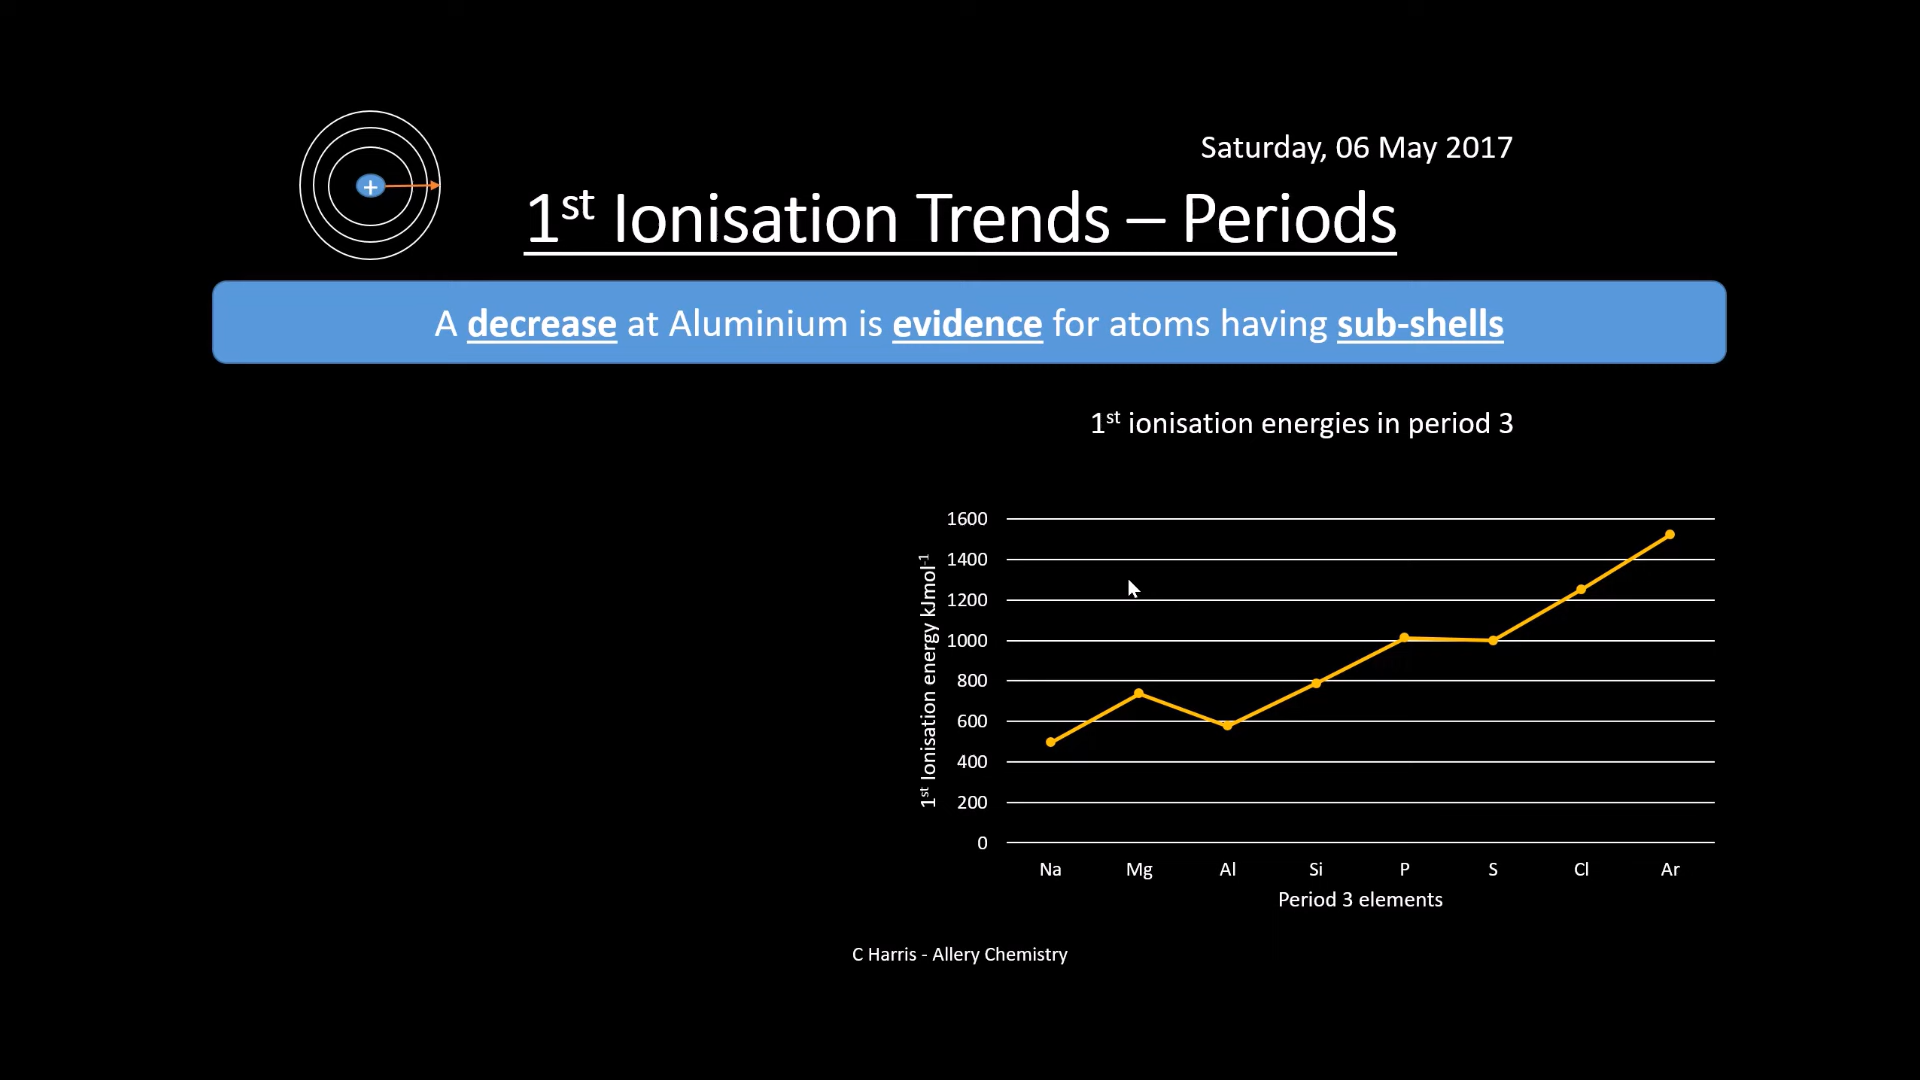 Saturday, 06 May 2017
+
1st Ionisation Trends – Periods
A decrease at Aluminium is evidence for atoms having sub-shells
1st ionisation energies in period 3
1st Ionisation energy kJmol-1
1600
1400
1200
1000
800
600
400
200
0
Na Mg Al Si P S Cl Ar
Period 3 elements
C Harris - Allery Chemistry